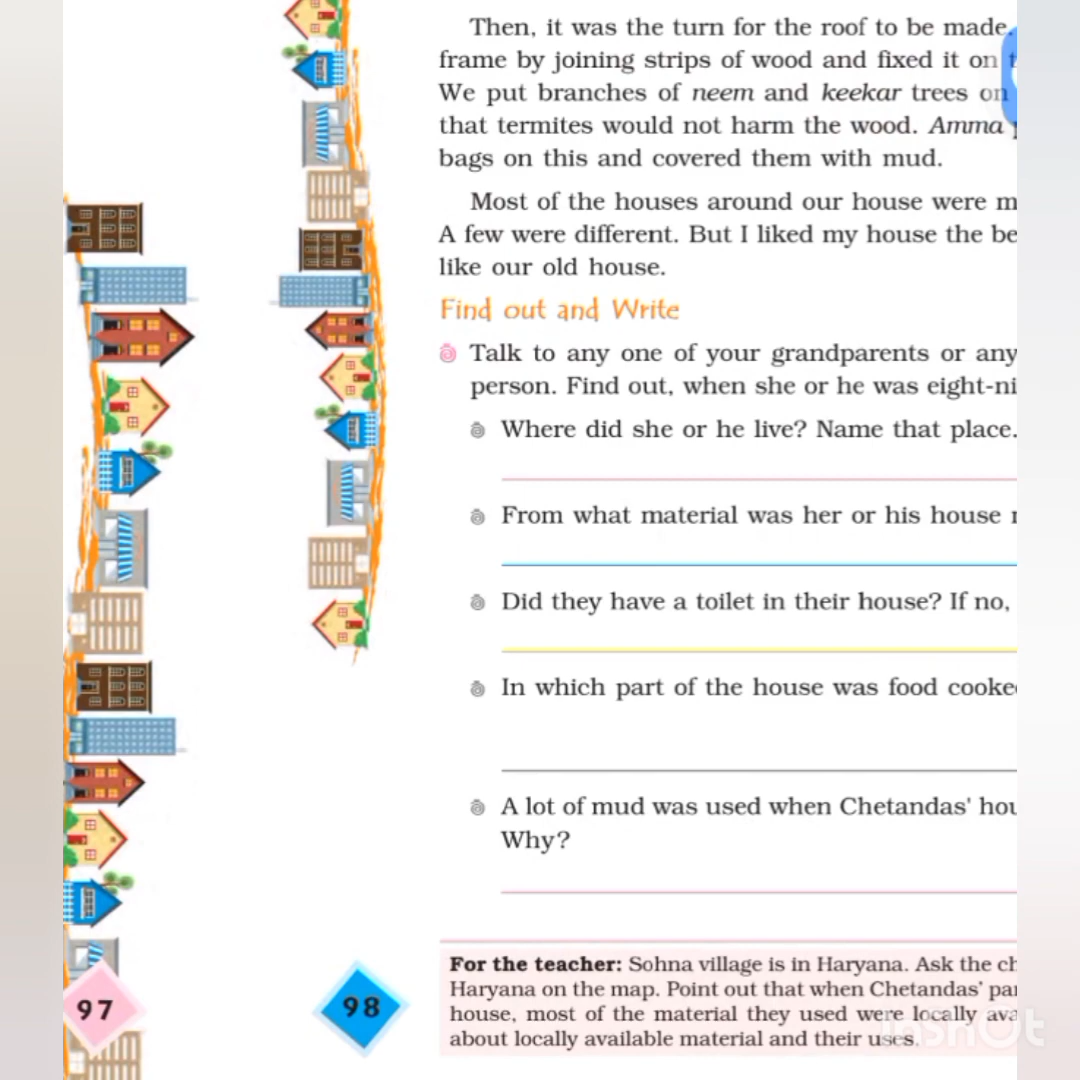 Then, it was the turn for the roof to be made.
frame by joining strips of wood and fixed it on
We put branches of neem and keekar trees on
that termites would not harm the wood. Amma
bags on this and covered them with mud.
Most of the houses around our house were
A few were different. But I liked my house the
like our old house.
Find out and Write
Talk to any one of your grandparents or any
person. Find out, when she or he was
Where did she or he live? Name that place.
From what material was her or his house
Did they have a toilet in their house? If no,
In which part of the house was food
A lot of mud was used when Chetandas'
Why?
For the teacher: Sohna village is in Haryana. Ask the
Haryana on the map. Point out that when Chetandas'
house, most of the material they used were locally
about locally available material and their uses.
97
98
InShOt